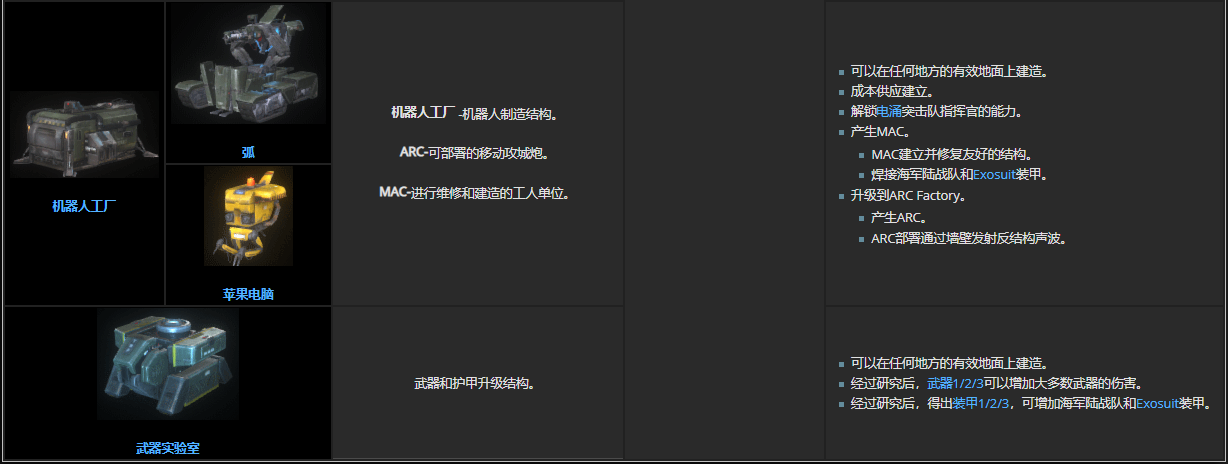 弧
苹果电脑
机器人工厂
机器人工厂 -机器人制造结构。
ARC-可部署的移动攻城炮。
MAC-进行维修和建造的工人单位。
可以在任何地方的有效地面上建造。
成本供应建立。
解锁电涌突击队指挥官的能力。
产生MAC。
MAC建立并修复友好的结构。
焊接海军陆战队和Exosuit装甲。
升级到ARC Factory。
产生ARC。
ARC部署通过墙壁发射反结构声波。
武器实验室
武器和护甲升级结构。
可以在任何地方的有效地面上建造。
经过研究后，武器1/2/3可以增加大多数武器的伤害。
经过研究后，得出装甲1/2/3，可增加海军陆战队和Exosuit装甲。